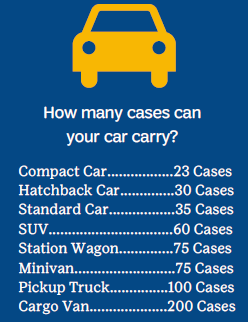 How many cases can
your car carry?
Compact Car.................23 Cases
Hatchback Car..............30 Cases
Standard Car.................35 Cases
SUV................................60 Cases
Station Wagon..............75 Cases
Minivan..........................75 Cases
Pickup Truck...............100 Cases
Cargo Van....................200 Cases